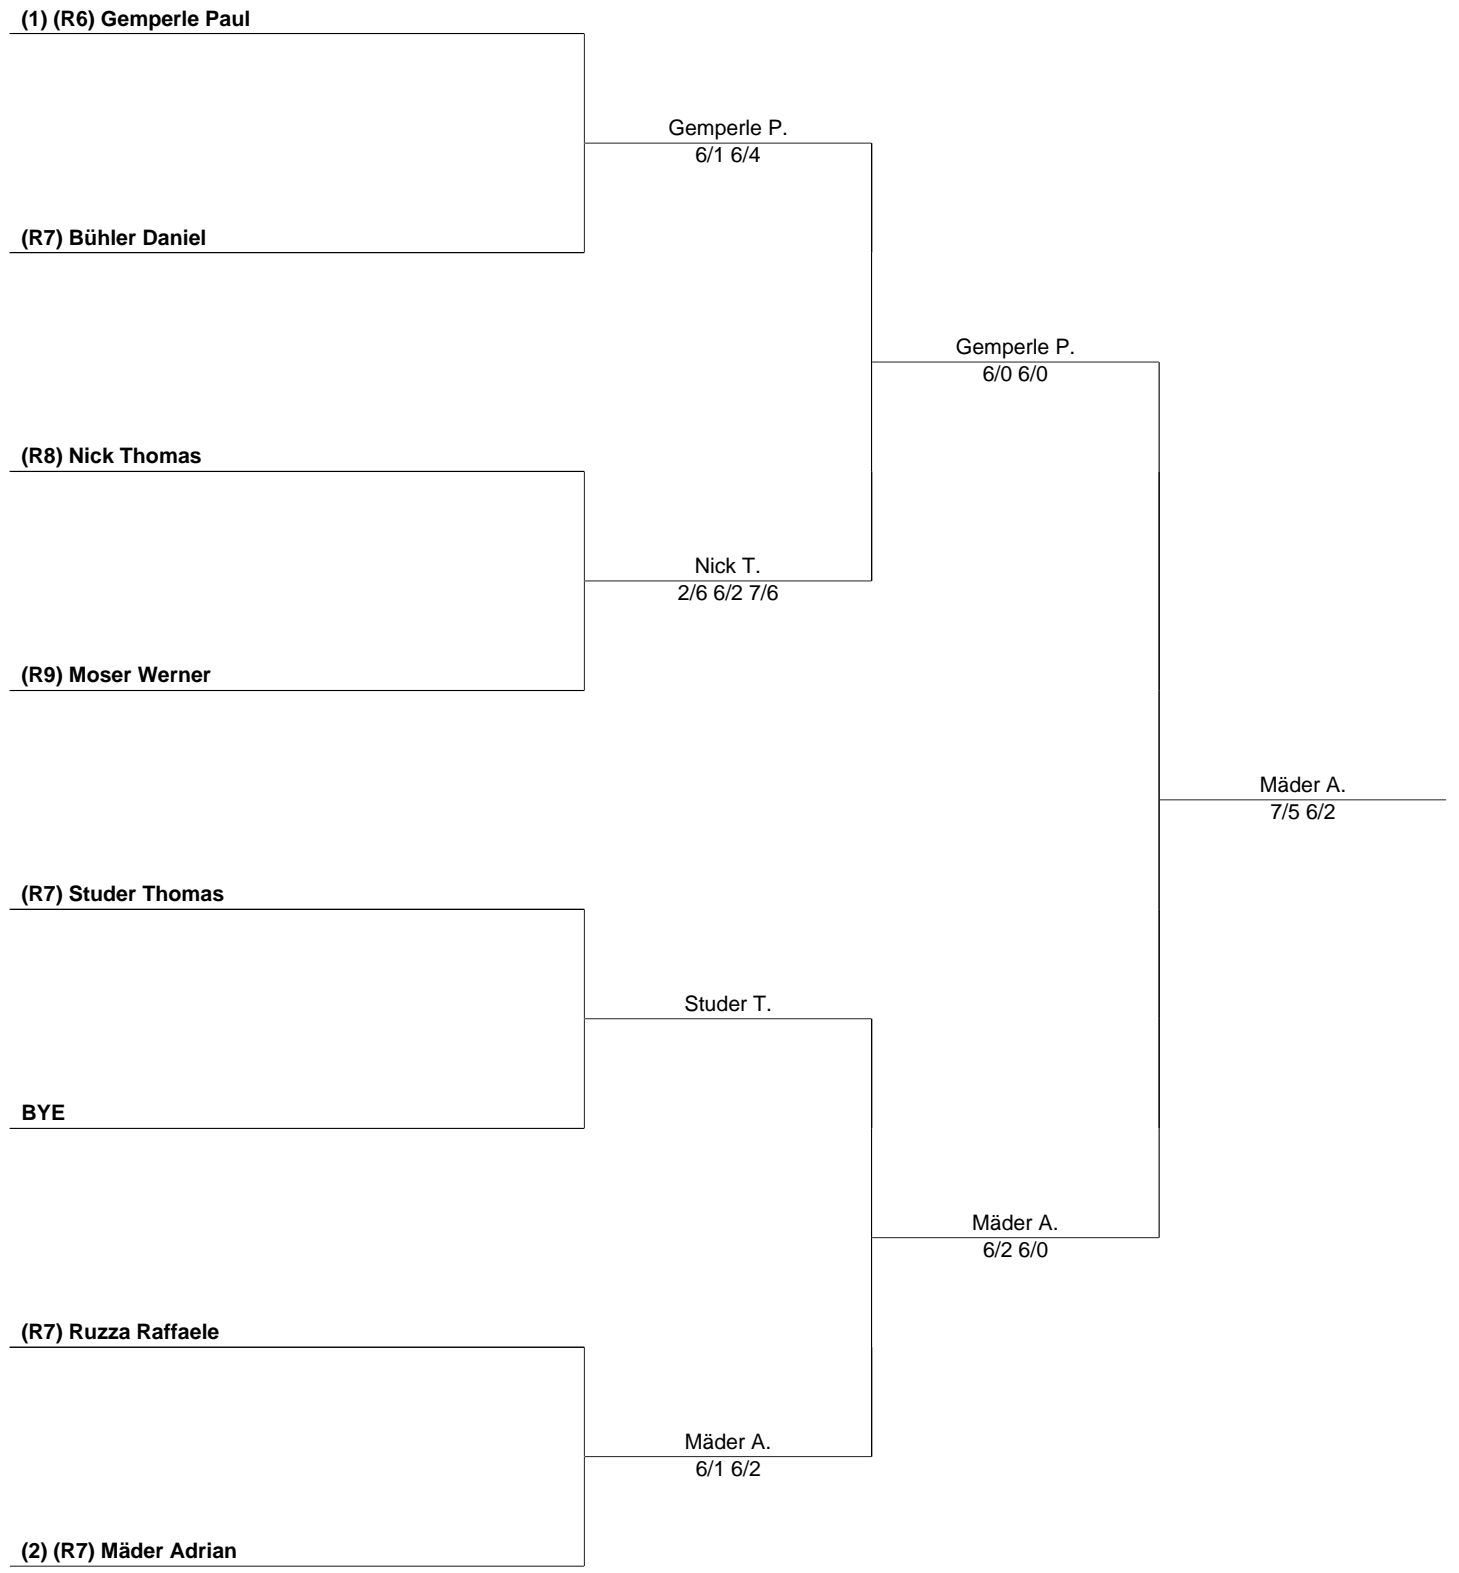 (1) (R6) Gemperle Paul
Gemperle P.
6/1 6/4
(R7) Bühler Daniel
Gemperle P.
6/0 6/0
(R8) Nick Thomas
Nick T.
2/6 6/2 7/6
(R9) Moser Werner
Mäder A.
7/5 6/2
(R7) Studer Thomas
Studer T.
BYE
Mäder A.
6/2 6/0
(R7) Ruzza Raffaele
Mäder A.
6/1 6/2
(2) (R7) Mäder Adrian